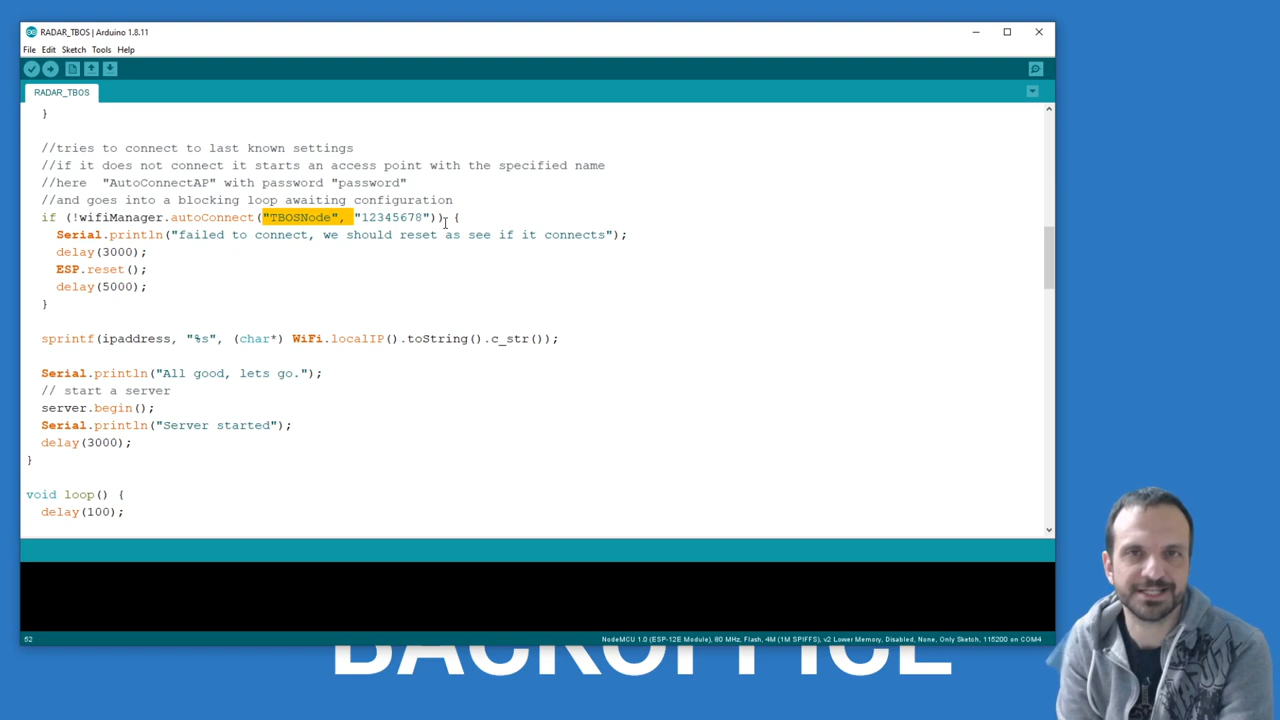 RADAR_TBOS | Arduino 1.8.11
File Edit Sketch Tools Help
RADAR_TBOS
}
//tries to connect to last known settings
//if it does not connect it starts an access point with the specified name
//here  "AutoConnectAP" with password "password"
//and goes into a blocking loop awaiting configuration
if (!wifiManager.autoConnect("TBOSNode", "12345678")) {
Serial.println("failed to connect, we should reset as see if it connects");
delay(3000);
ESP.reset();
delay(5000);
}
sprintf(ipaddress, "%s", (char*) WiFi.localIP().toString().c_str());
Serial.println("All good, lets go.");
// start a server
server.begin();
Serial.println("Server started");
delay(3000);
}
void loop() {
delay(100);
62 NodeMCU 1.0 (ESP-12E Module), 80 MHz, Flash, 4M (1M SPIFFS), v2 Lower Memory, Disabled, None, Only Sketch, 115200 on COM4
BACKOFFICE